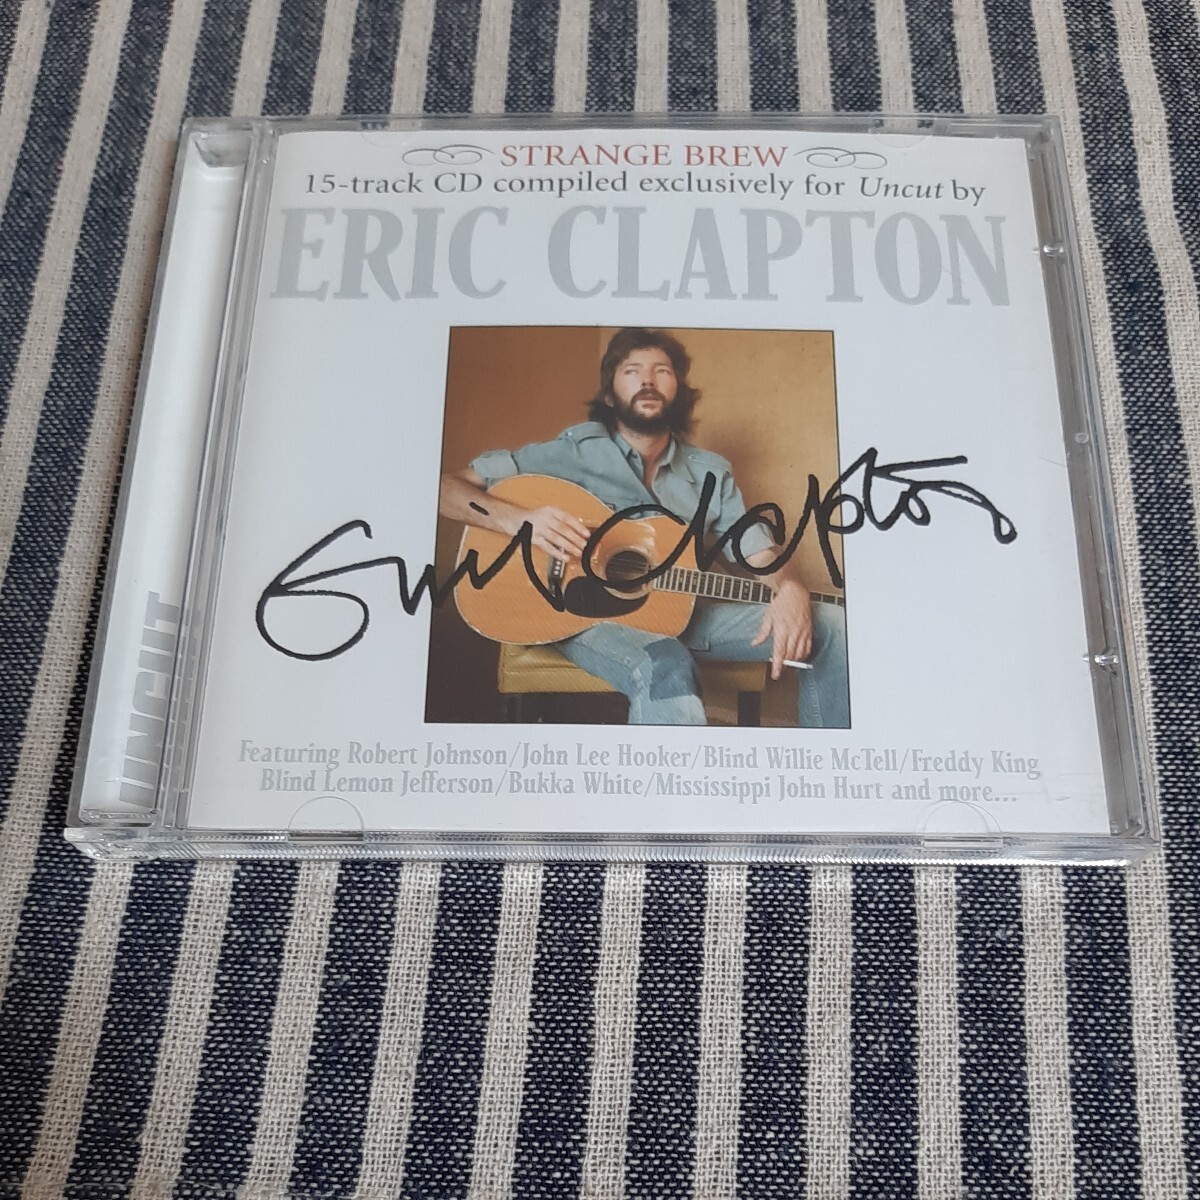 STRANGE BREW
15-track CD compiled exclusively for Uncut by
ERIC CLAPTON
Eric Clapton
Featuring Robert Johnson/John Lee Hooker/Blind Willie McTell/Freddy King
Blind Lemon Jefferson/Bukka White/Mississippi John Hurt and more...
UNCUT